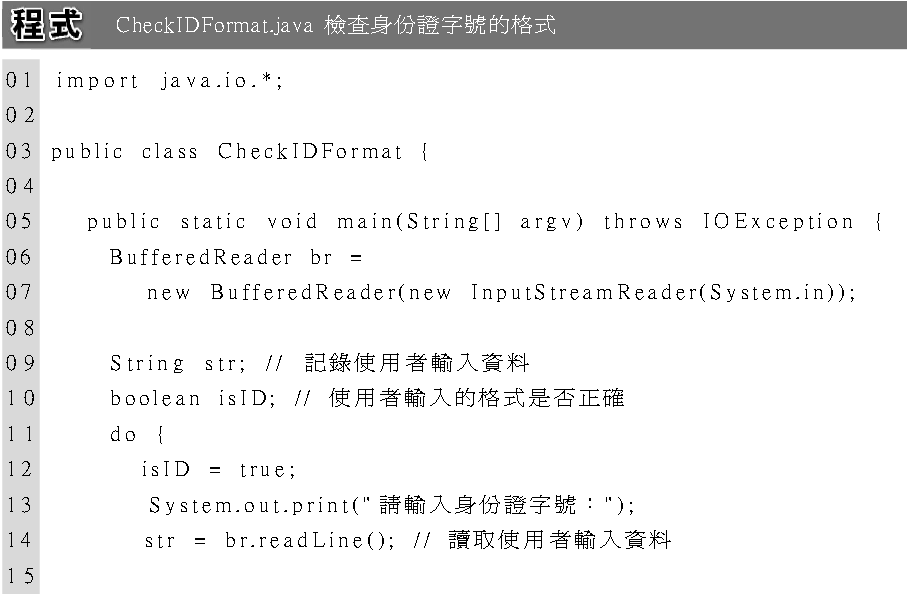 程式 CheckIDFormat.java 檢查身份證字號的格式
01 import java.io.*;
02
03 public class CheckIDFormat {
04
05 public static void main(String[] argv) throws IOException {
06 BufferedReader br =
07 new BufferedReader(new InputStreamReader(System.in));
08
09 String str; // 記錄使用者輸入資料
10 boolean isID; // 使用者輸入的格式是否正確
11 do {
12 isID = true;
13 System.out.print("請輸入身份證字號：");
14 str = br.readLine(); // 讀取使用者輸入資料
15